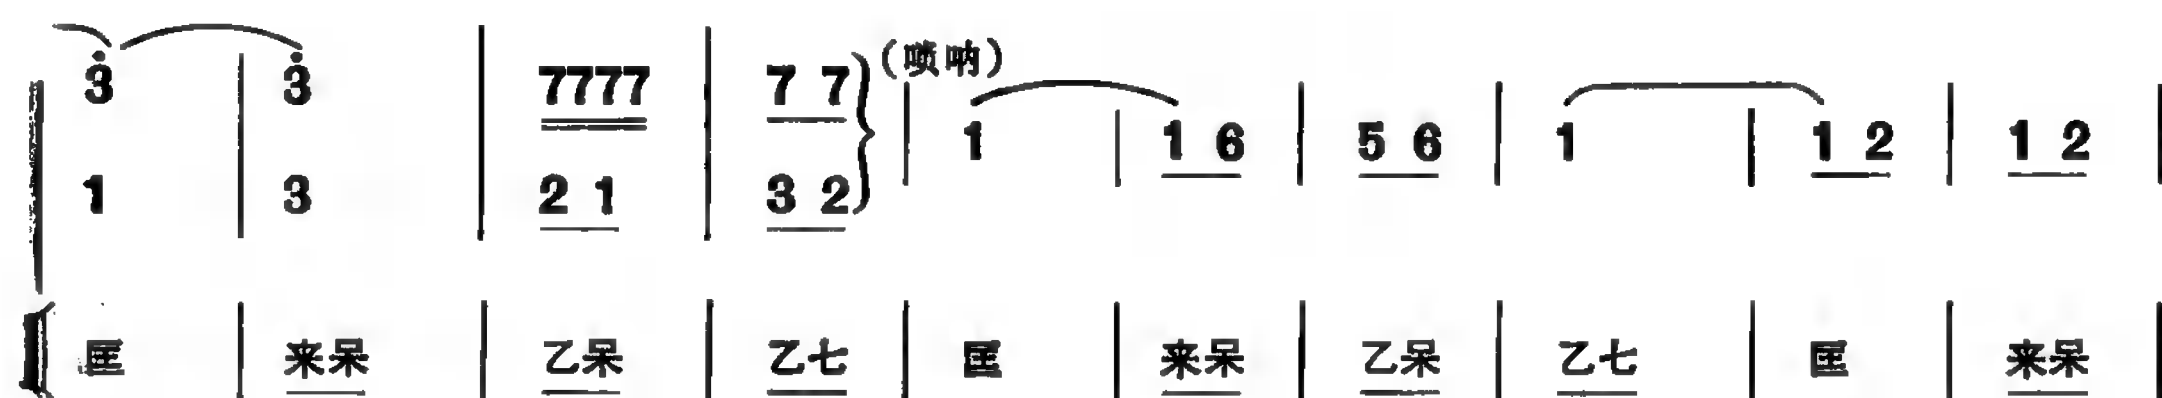 (唢呐)
3 | 3 | 7777 | 7 7
1 | 1 6 | 5 6 | 1 | 1 2 | 1 2 |
1 | 3 | 2 1 | 3 2
匡 | 来呆 | 乙呆 | 乙七 | 匡 | 来呆 | 乙呆 | 乙七 | 匡 | 来呆 |